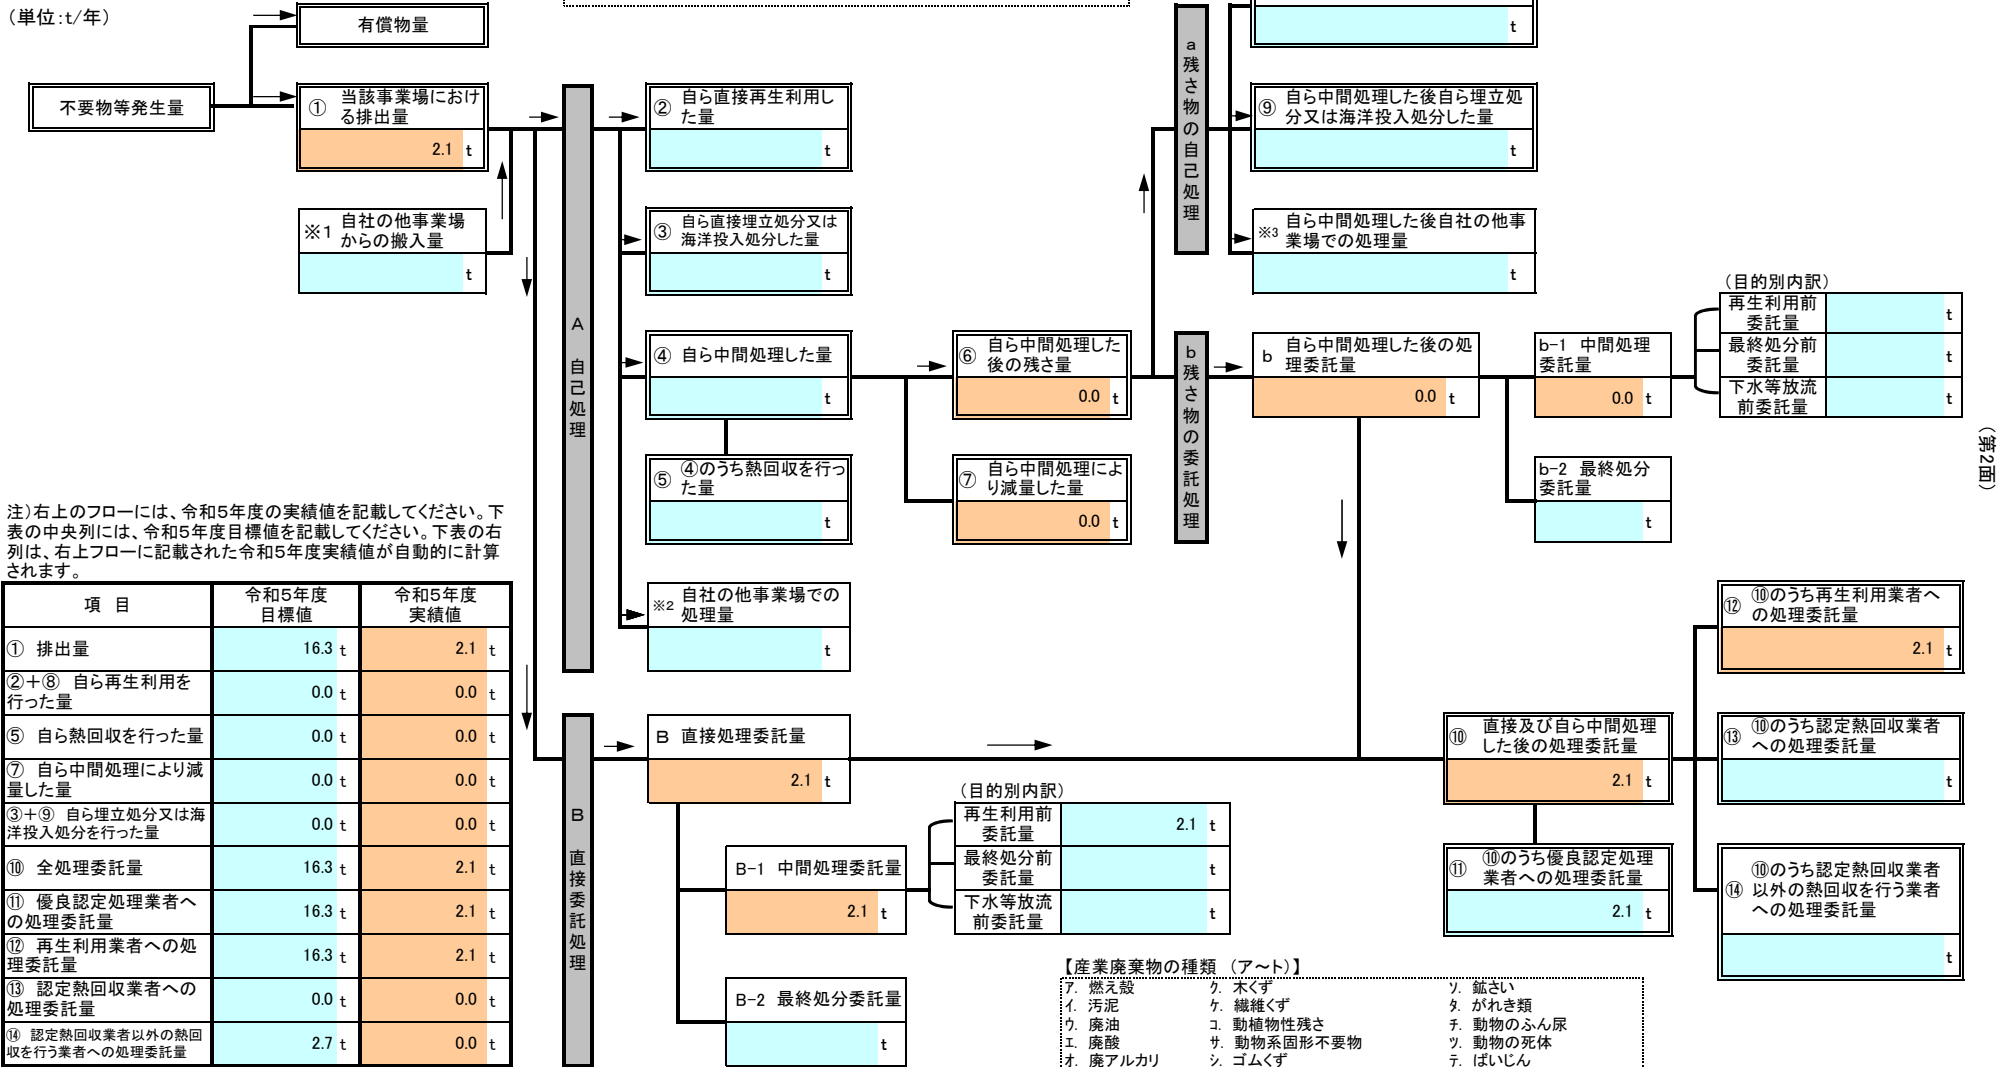 （単位:t/年）
有償物量
不要物等発生量
① 当該事業場におけ
る排出量
2.1 t
※1 自社の他事業場
からの搬入量
t
A 自己処理
② 自ら直接再生利用し
た量
t
③ 自ら直接埋立処分又は
海洋投入処分した量
t
④ 自ら中間処理した量
t
⑤ ④のうち熱回収を行っ
た量
t
※2 自社の他事業場での
処理量
t
⑥ 自ら中間処理した
後の残さ量
0.0 t
⑦ 自ら中間処理によ
り減量した量
0.0 t
a残さ物の自己処理
t
⑨ 自ら中間処理した後自ら埋立処
分又は海洋投入処分した量
t
※3 自ら中間処理した後自社の他事
業場での処理量
t
b残さ物の委託処理
b 自ら中間処理した後の処
理委託量
0.0 t
b-1 中間処理
委託量
0.0 t
b-2 最終処分
委託量
t
（目的別内訳）
再生利用前
委託量
t
最終処分前
委託量
t
下水等放流
前委託量
t
（第2面）
注）右上のフローには、令和5年度の実績値を記載してください。下
表の中央列には、令和5年度目標値を記載してください。下表の右
列は、右上フローに記載された令和5年度実績値が自動的に計算
されます。
項 目 令和5年度 令和5年度
目標値 実績値
① 排出量 16.3 t 2.1 t
②＋⑧ 自ら再生利用を
行った量 0.0 t 0.0 t
⑤ 自ら熱回収を行った量 0.0 t 0.0 t
⑦ 自ら中間処理により減
量した量 0.0 t 0.0 t
③＋⑨ 自ら埋立処分又は海
洋投入処分を行った量 0.0 t 0.0 t
⑩ 全処理委託量 16.3 t 2.1 t
⑪ 優良認定処理業者へ
の処理委託量 16.3 t 2.1 t
⑫ 再生利用業者への処
理委託量 16.3 t 2.1 t
⑬ 認定熱回収業者への
処理委託量 0.0 t 0.0 t
⑭ 認定熱回収業者以外の熱回
収を行う業者への処理委託量 2.7 t 0.0 t
B 直接委託処理
B 直接処理委託量
2.1 t
B-1 中間処理委託量
2.1 t
B-2 最終処分委託量
t
（目的別内訳）
再生利用前
委託量
2.1 t
最終処分前
委託量
t
下水等放流
前委託量
t
⑩ 直接及び自ら中間処理
した後の処理委託量
2.1 t
⑪ ⑩のうち優良認定処理
業者への処理委託量
2.1 t
⑫ ⑩のうち再生利用業者へ
の処理委託量
2.1 t
⑬ ⑩のうち認定熱回収業者
への処理委託量
t
⑭ ⑩のうち認定熱回収業者
以外の熱回収を行う業者
への処理委託量
t
【産業廃棄物の種類 （ア～ト）】
ア. 燃え殻 ク. 木くず ソ. 鉱さい
イ. 汚泥 ケ. 繊維くず タ. がれき類
ウ. 廃油 コ. 動植物性残さ チ. 動物のふん尿
エ. 廃酸 サ. 動物系固形不要物 ツ. 動物の死体
オ. 廃アルカリ シ. ゴムくず テ. ばいじん